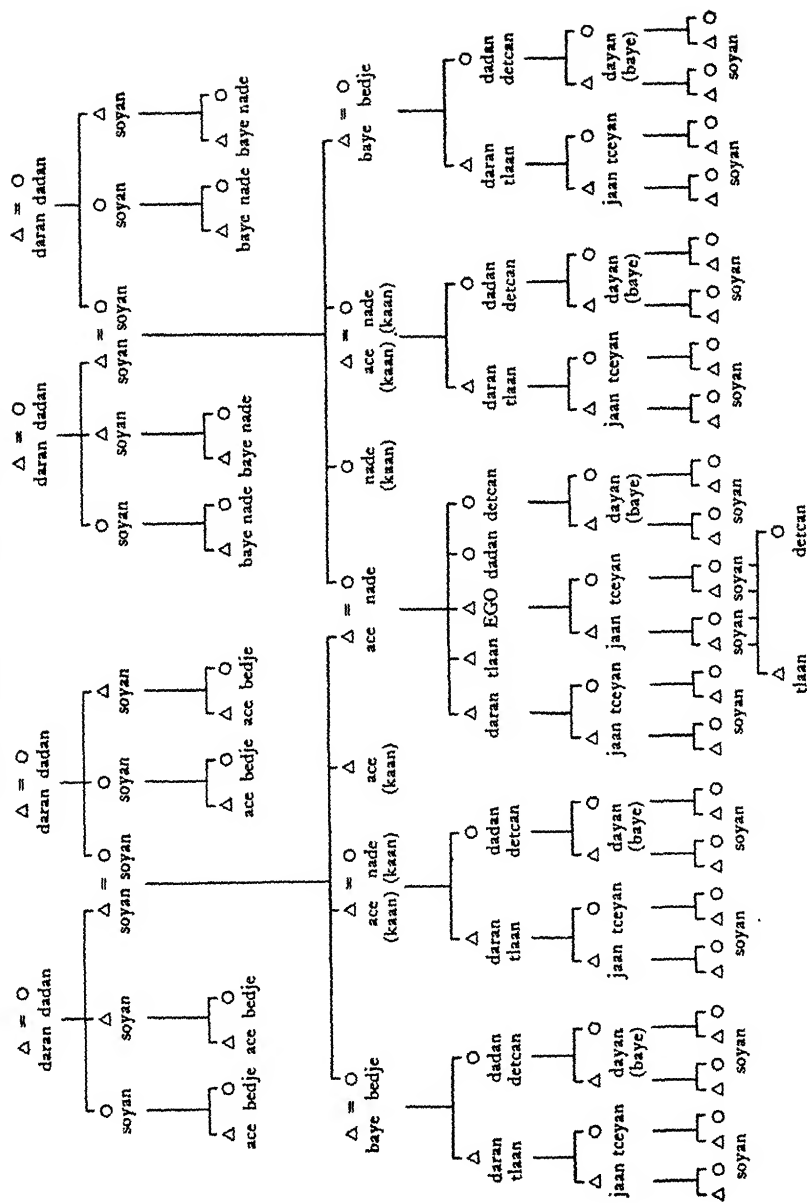 daran dadan daran dadan daran dadan daran dadan
soyan soyan soyan soyan soyan soyan soyan soyan soyan soyan soyan soyan
ace bedje ace bedje ace bedje ace bedje baye nade baye nade baye nade baye nade
baye bedje ace nade ace ace nade nade ace nade baye bedje
(kaan) (kaan) (kaan) (kaan) (kaan) (kaan)
daran dadan daran dadan daran tlaan EGO dadan detcan daran dadan daran dadan
tlaan detcan tlaan detcan tlaan detcan tlaan detcan
jaan tceyan dayan jaan tceyan dayan jaan tceyan jaan tceyan dayan jaan tceyan dayan jaan tceyan dayan
(baye) (baye) (baye) (baye) (baye)
soyan soyan soyan soyan soyan soyan soyan soyan soyan soyan soyan soyan
tlaan detcan